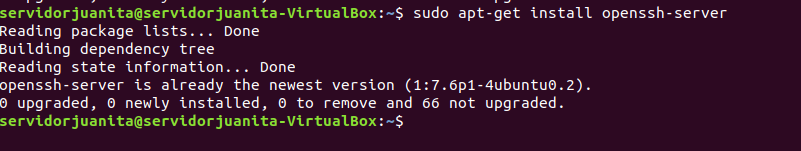 servidorjuanita@servidorjuanita-VirtualBox:~$ sudo apt-get install openssh-server
Reading package lists... Done
Building dependency tree
Reading state information... Done
openssh-server is already the newest version (1:7.6p1-4ubuntu0.2).
0 upgraded, 0 newly installed, 0 to remove and 66 not upgraded.
servidorjuanita@servidorjuanita-VirtualBox:~$